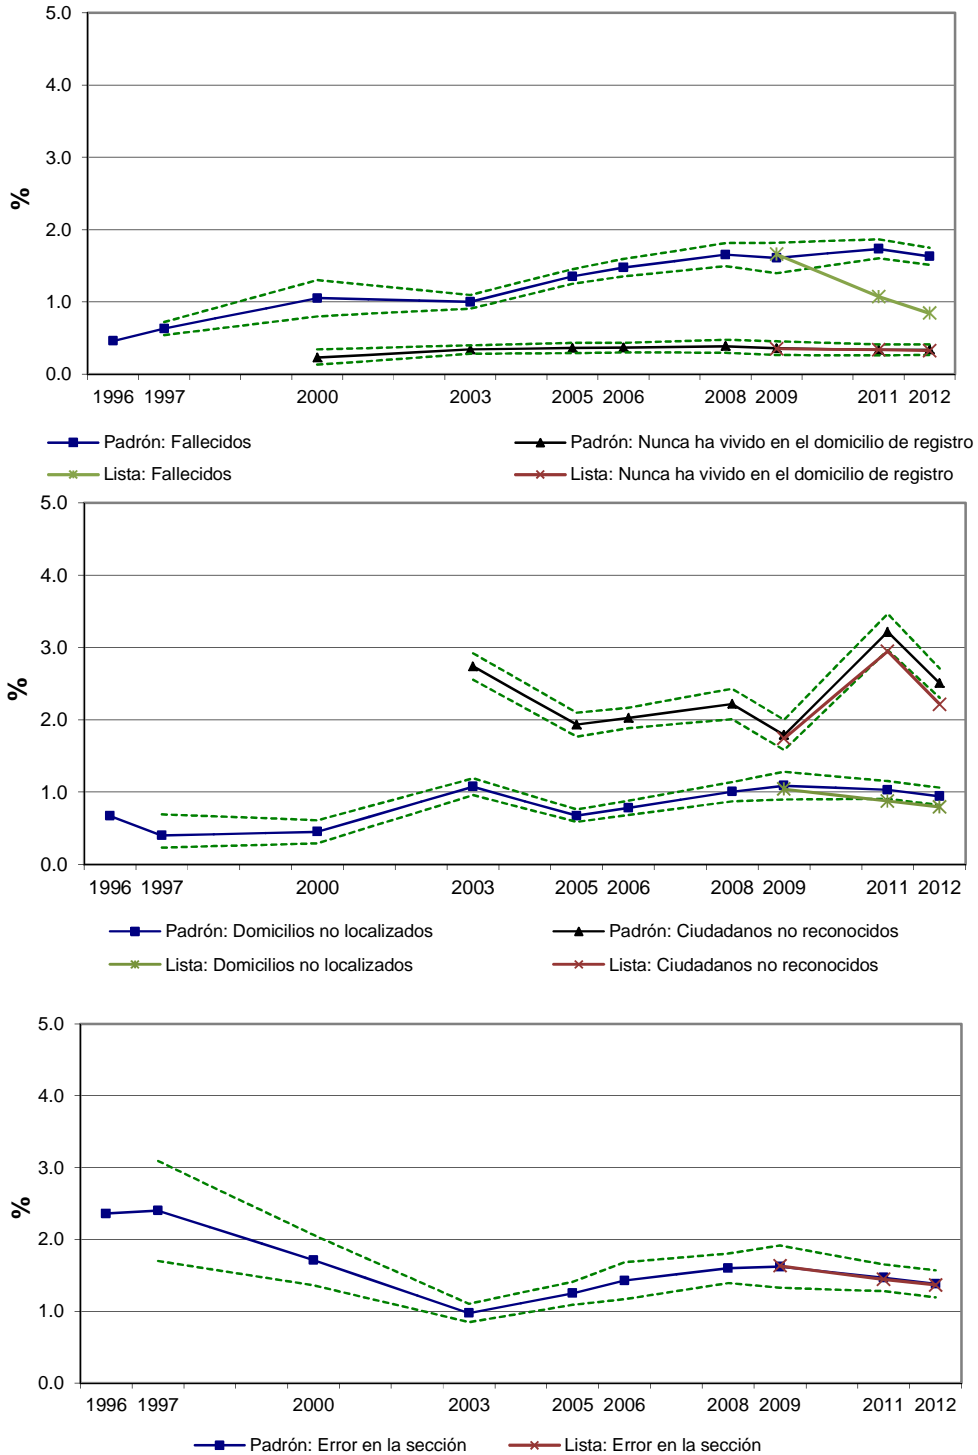 5.0
4.0
3.0
%
2.0
1.0
0.0
1996 1997 2000 2003 2005 2006 2008 2009 2011 2012
Padrón: Fallecidos Padrón: Nunca ha vivido en el domicilio de registro
Lista: Fallecidos Lista: Nunca ha vivido en el domicilio de registro
5.0
4.0
3.0
%
2.0
1.0
0.0
1996 1997 2000 2003 2005 2006 2008 2009 2011 2012
Padrón: Domicilios no localizados Padrón: Ciudadanos no reconocidos
Lista: Domicilios no localizados Lista: Ciudadanos no reconocidos
5.0
4.0
3.0
%
2.0
1.0
0.0
1996 1997 2000 2003 2005 2006 2008 2009 2011 2012
Padrón: Error en la sección Lista: Error en la sección